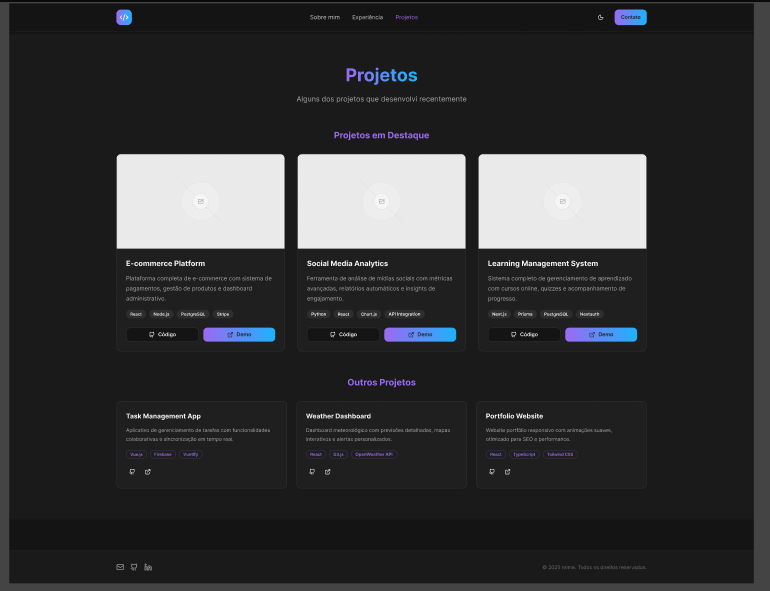 </>
Sobre mim Experiência Projetos
Contato
Projetos
Alguns dos projetos que desenvolvi recentemente
Projetos em Destaque
E-commerce Platform
Plataforma completa de e-commerce com sistema de
pagamentos, gestão de produtos e dashboard
administrativo.
React Node.js PostgreSQL Stripe
Código Demo
Social Media Analytics
Ferramenta de análise de mídias sociais com métricas
avançadas, relatórios automáticos e insights de
engajamento.
Python React Chart.js API Integration
Código Demo
Learning Management System
Sistema completo de gerenciamento de aprendizado
com cursos online, quizzes e acompanhamento de
progresso.
Next.js Prisma PostgreSQL Nextauth
Código Demo
Outros Projetos
Task Management App
Aplicativo de gerenciamento de tarefas com funcionalidades
colaborativas e sincronização em tempo real.
Vue.js Firebase Vuetify
Weather Dashboard
Dashboard meteorológico com previsões detalhadas, mapas
interativos e alertas personalizados.
React D3.js OpenWeather API
Portfolio Website
Website portfólio responsivo com animações suaves,
otimizado para SEO e performance.
React TypeScript Tailwind CSS
© 2025 nome. Todos os direitos reservados.